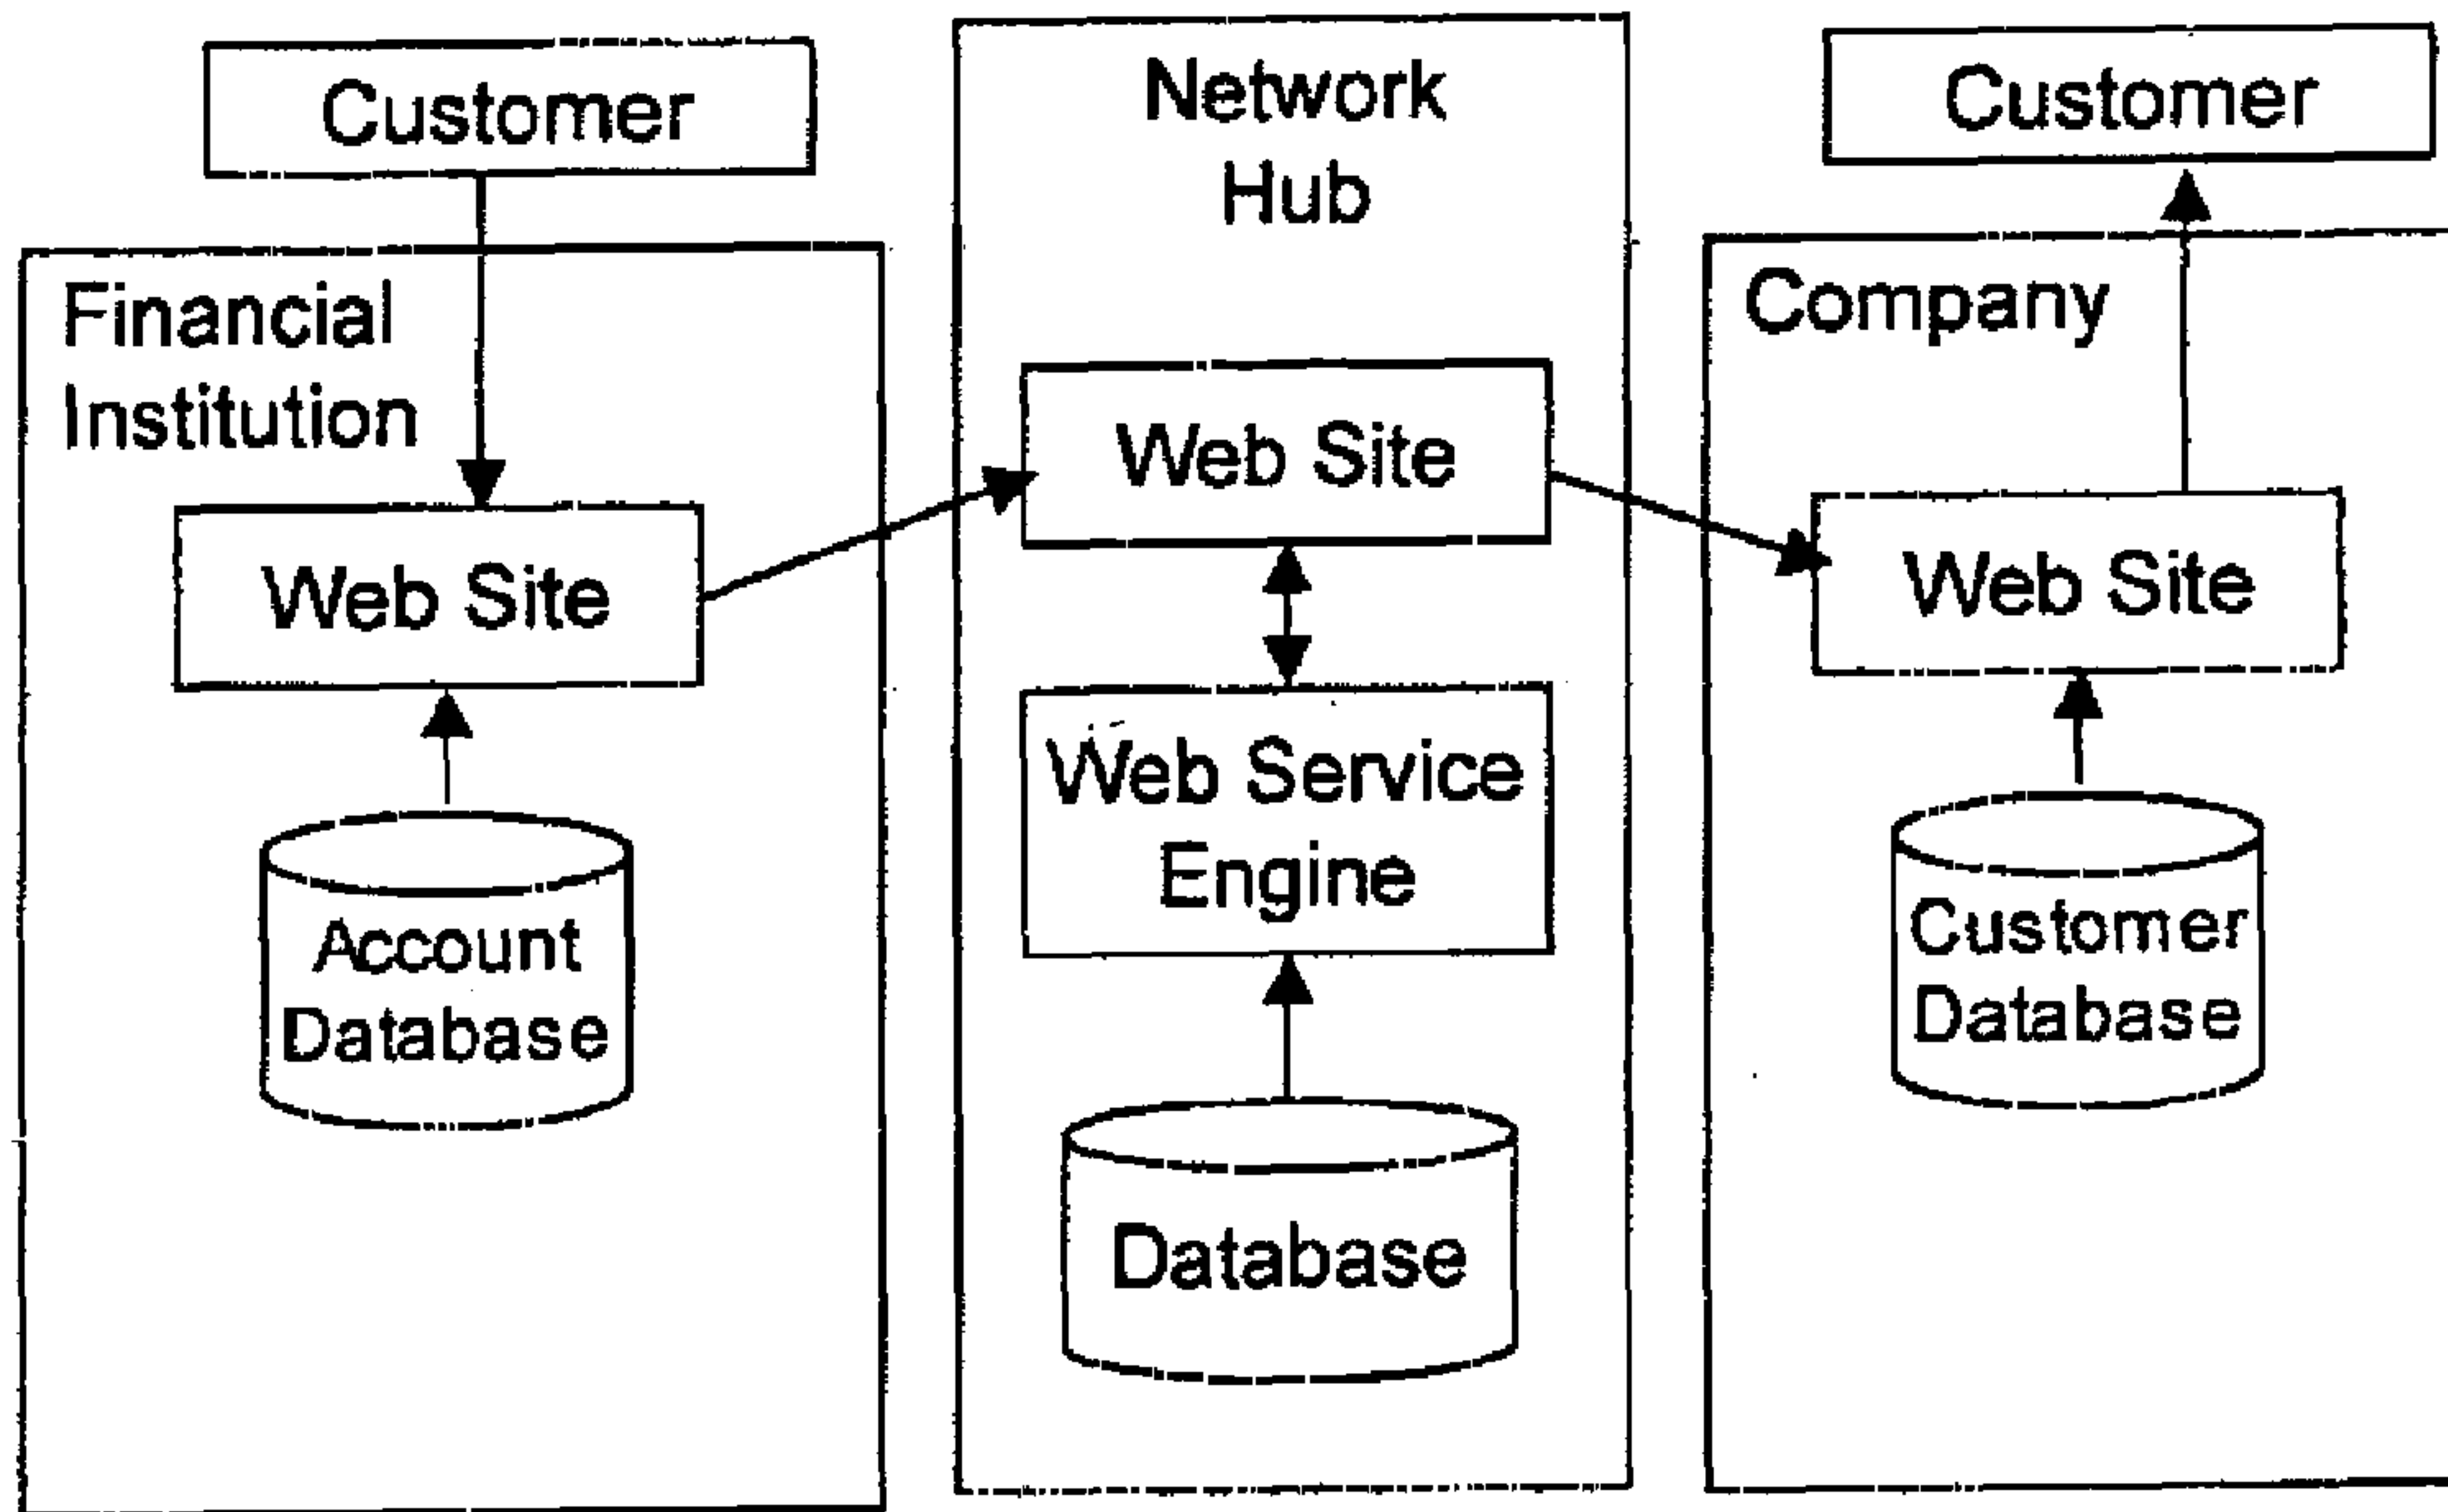 Customer
Financial
Institution
Web Site
Account
Database
Network
Hub
Web Site
Web Service
Engine
Database
Customer
Company
Web Site
Customer
Database